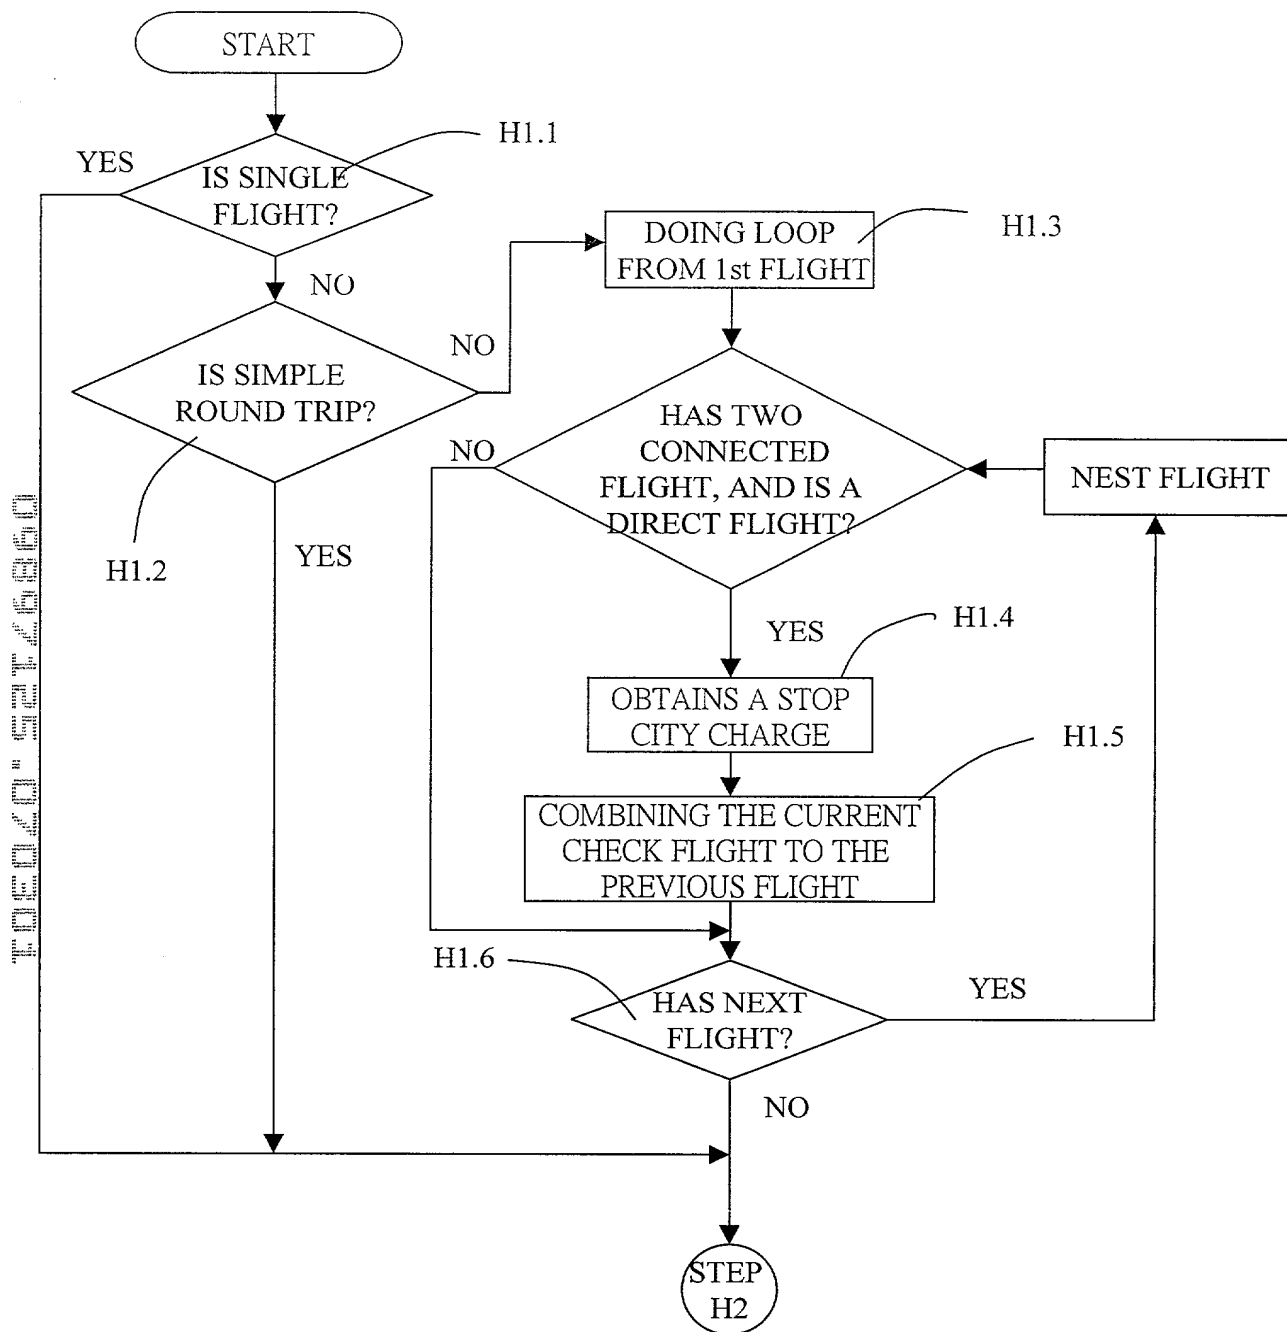 START
H1.1
YES
IS SINGLE
FLIGHT?
NO
DOING LOOP
FROM 1st FLIGHT
H1.3
NO
IS SIMPLE
ROUND TRIP?
H1.2
YES
NO
HAS TWO
CONNECTED
FLIGHT, AND IS A
DIRECT FLIGHT?
NEST FLIGHT
YES
H1.4
OBTAINS A STOP
CITY CHARGE
H1.5
COMBINING THE CURRENT
CHECK FLIGHT TO THE
PREVIOUS FLIGHT
H1.6
HAS NEXT
FLIGHT?
YES
NO
STEP
H2
09897125.070301